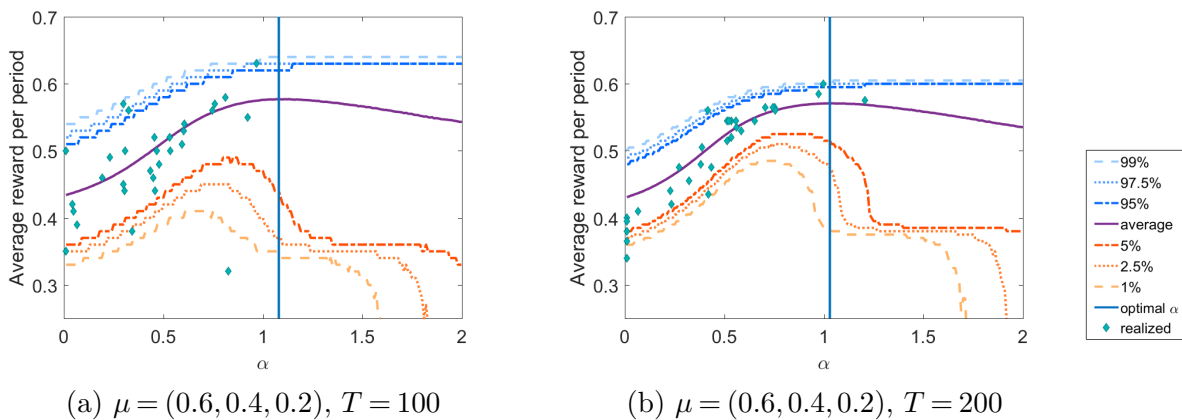 0.7
0.6
0.5
0.4
0.3
Average reward per period
0 0.5 1 1.5 2
α
(a) μ = (0.6, 0.4, 0.2), T = 100
0.7
0.6
0.5
0.4
0.3
Average reward per period
0 0.5 1 1.5 2
α
(b) μ = (0.6, 0.4, 0.2), T = 200
99%
97.5%
95%
average
5%
2.5%
1%
optimal α
realized